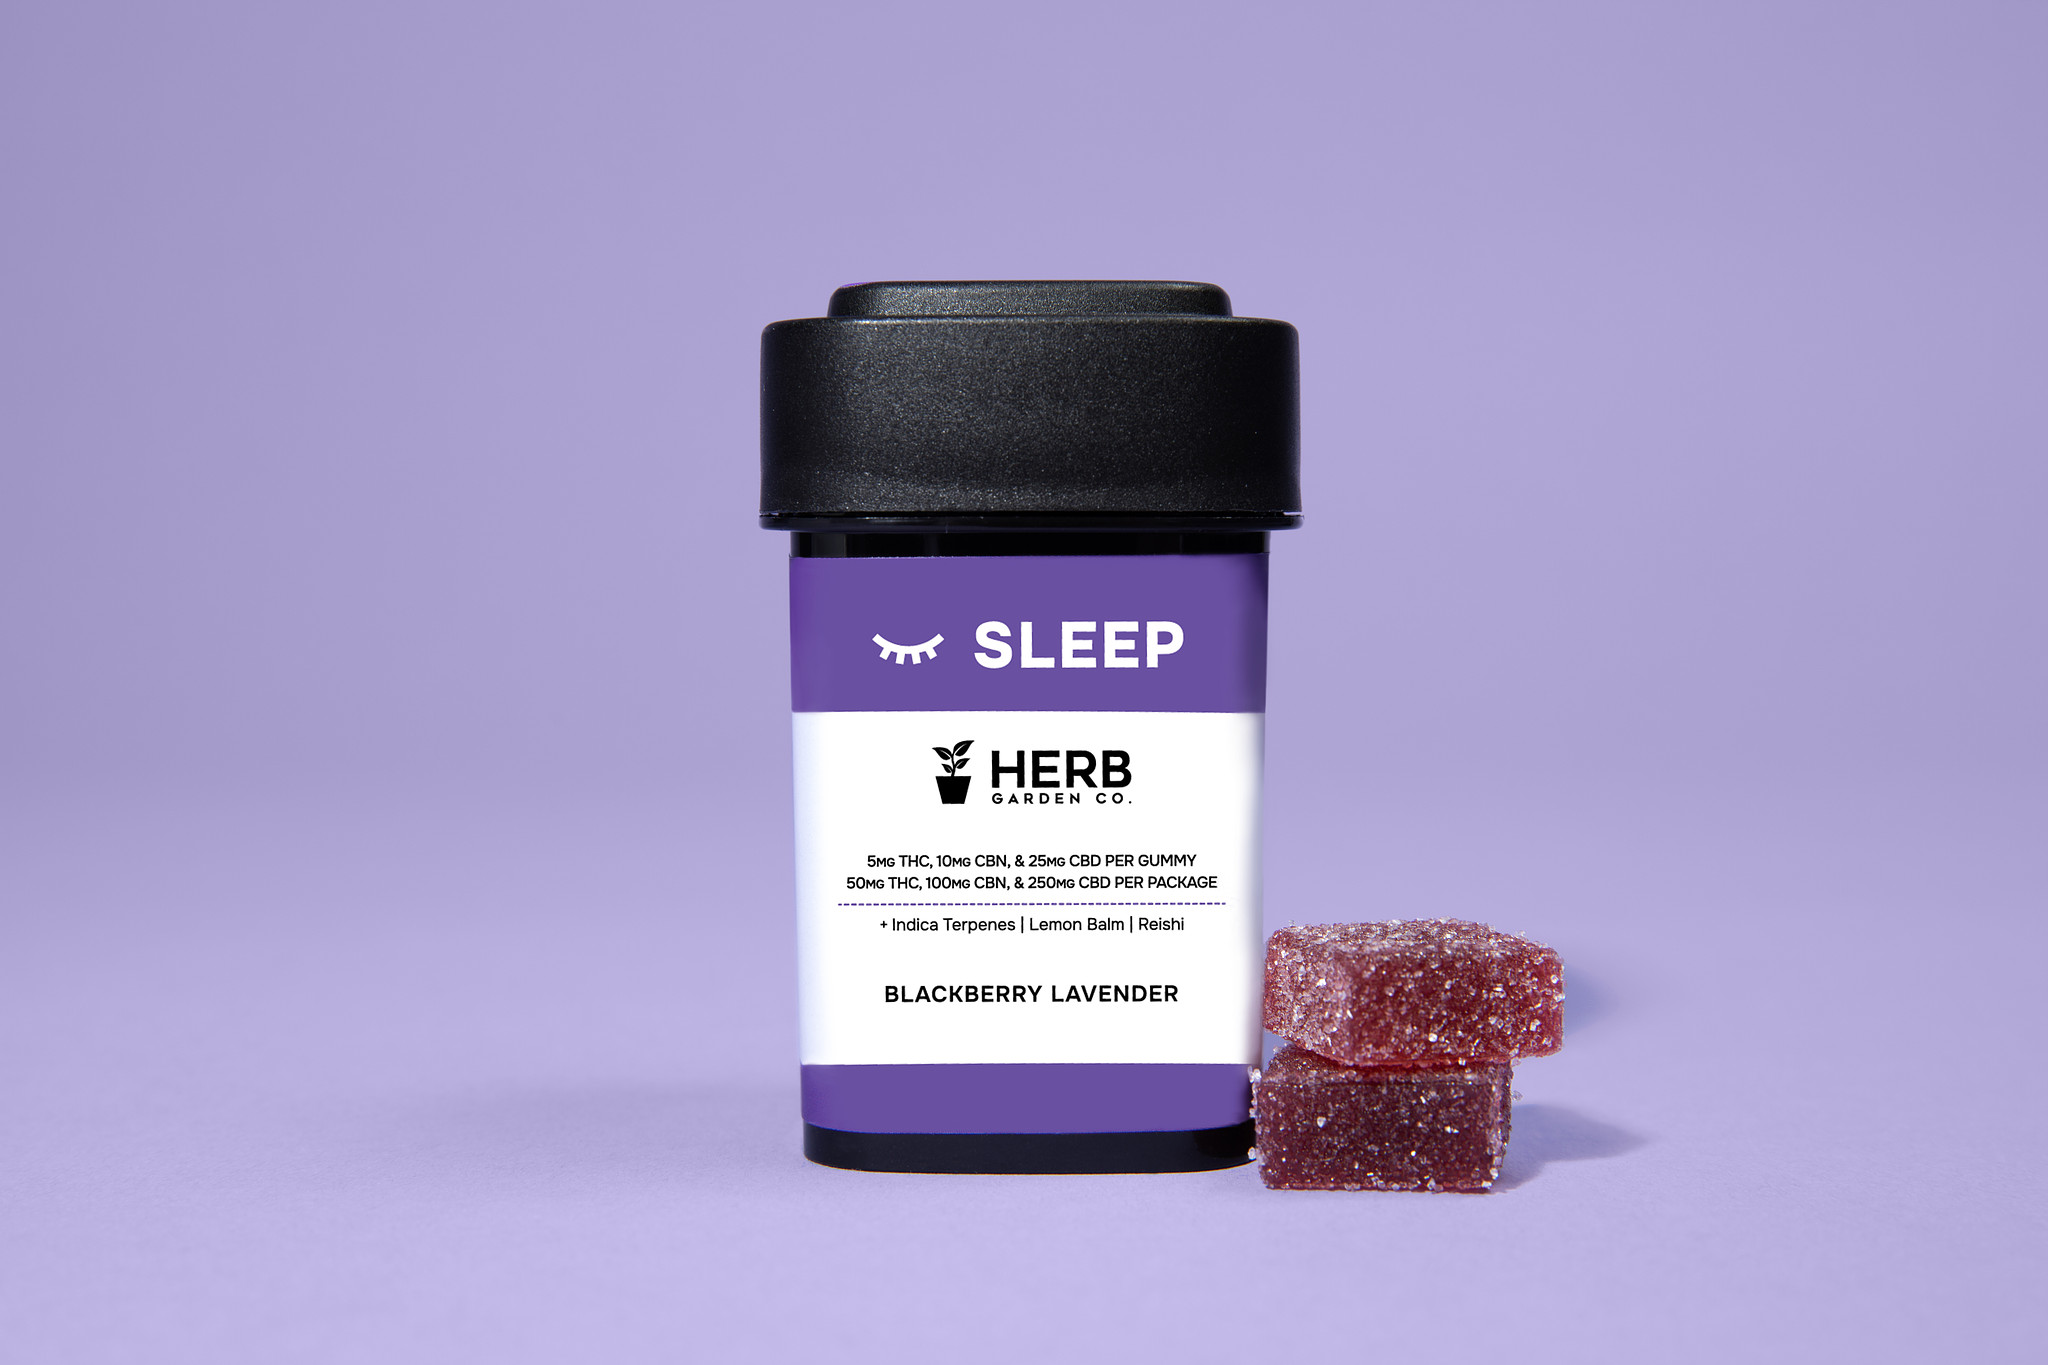 SLEEP
HERB
GARDEN CO.
5MG THC, 10MG CBN, & 25MG CBD PER GUMMY
50MG THC, 100MG CBN, & 250MG CBD PER PACKAGE
+ Indica Terpenes | Lemon Balm | Reishi
BLACKBERRY LAVENDER